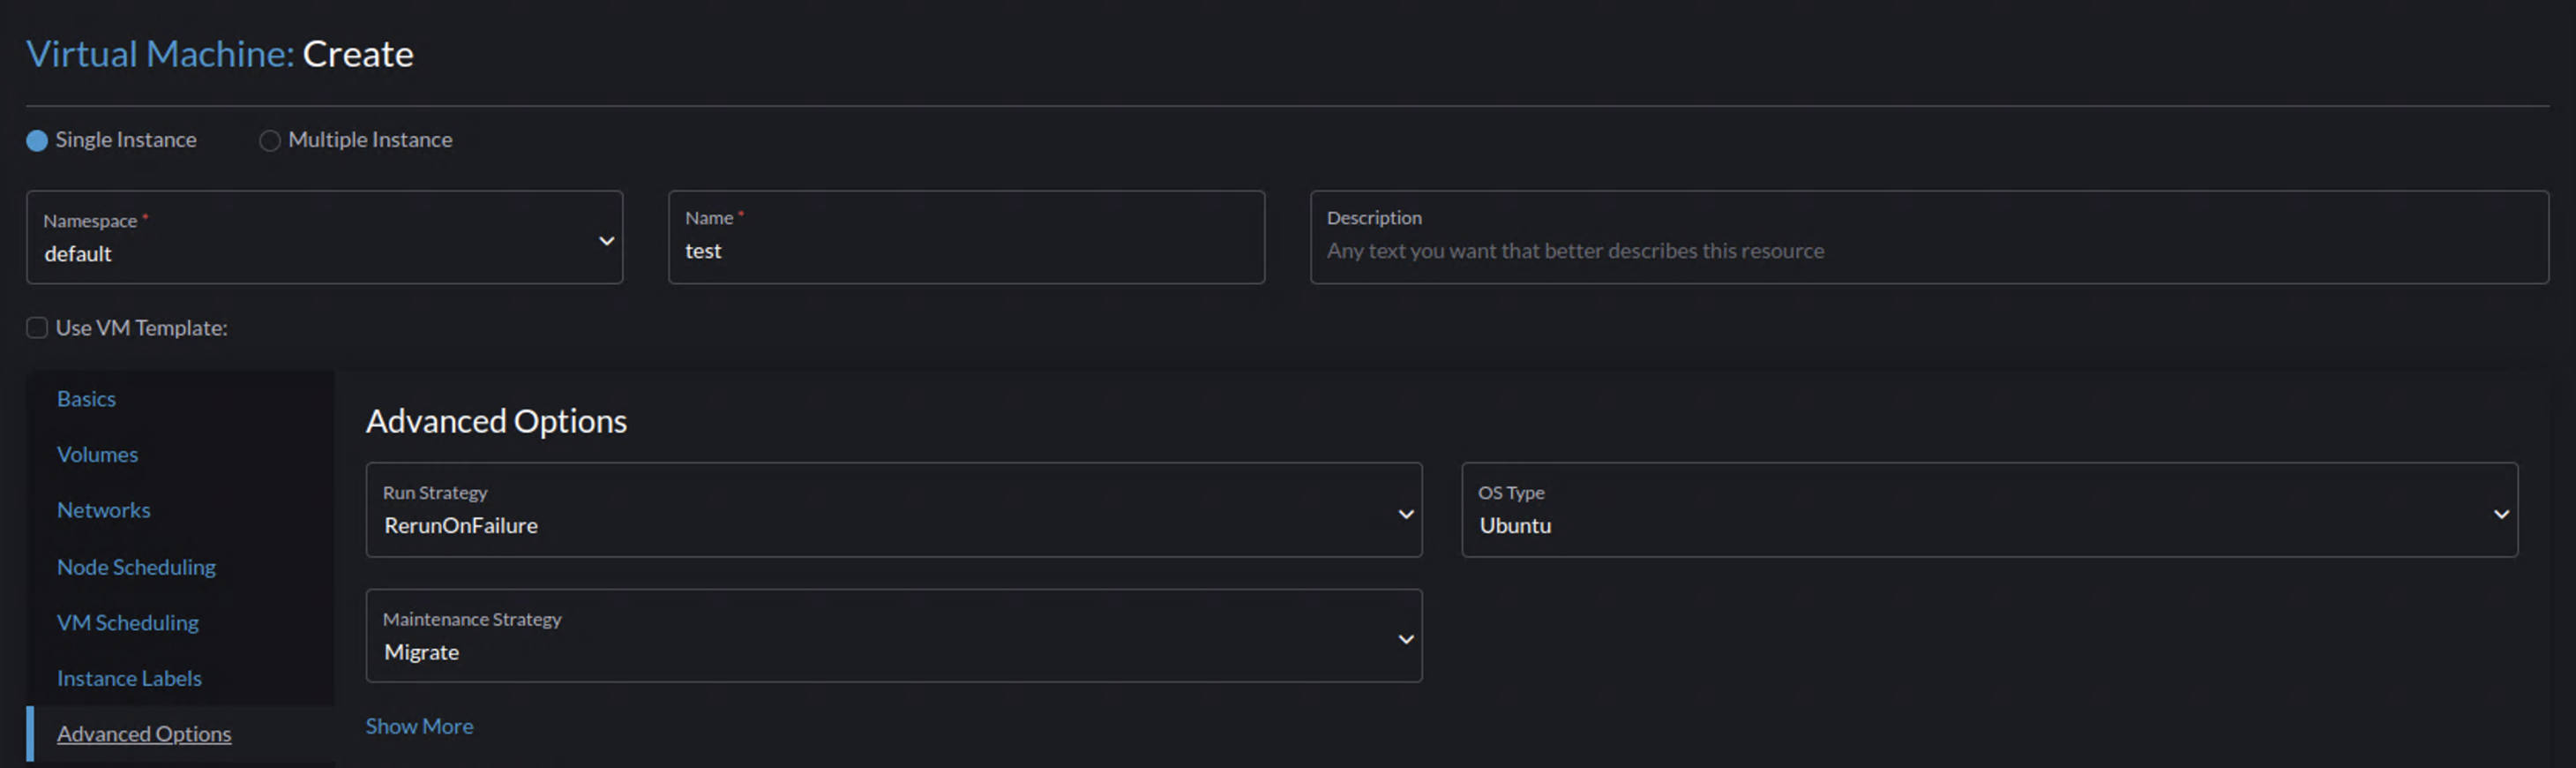 Virtual Machine: Create
Single Instance Multiple Instance
Namespace *
default
Name *
test
Description
Any text you want that better describes this resource
Use VM Template:
Basics
Volumes
Networks
Node Scheduling
VM Scheduling
Instance Labels
Advanced Options
Advanced Options
Run Strategy
RerunOnFailure
OS Type
Ubuntu
Maintenance Strategy
Migrate
Show More